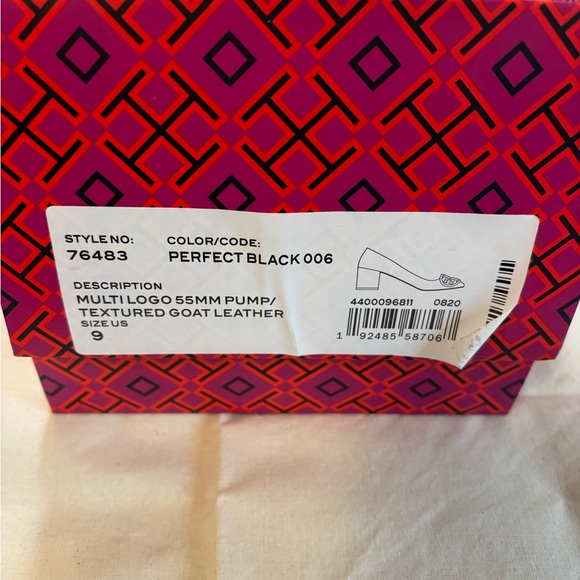 STYLE NO: COLOR/CODE:
76483 PERFECT BLACK 006
DESCRIPTION
MULTI LOGO 55MM PUMP/
TEXTURED GOAT LEATHER
SIZE US
9
4400096811 0820
1 92485 58706